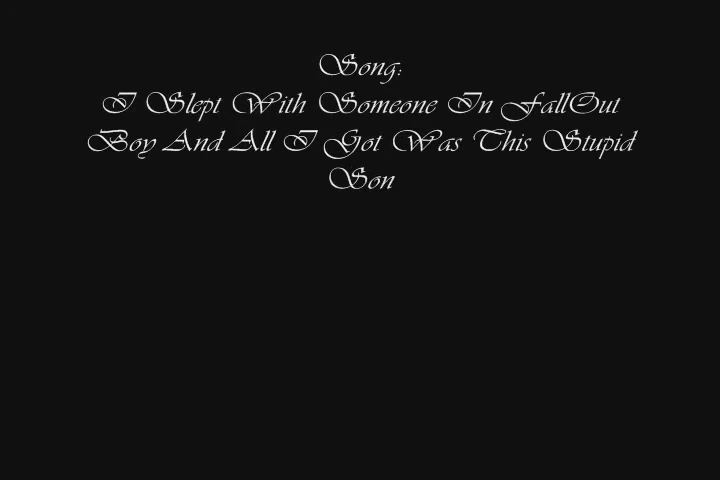 Song:
I Slept With Someone In FallOut
Boy And All I Got Was This Stupid
Son